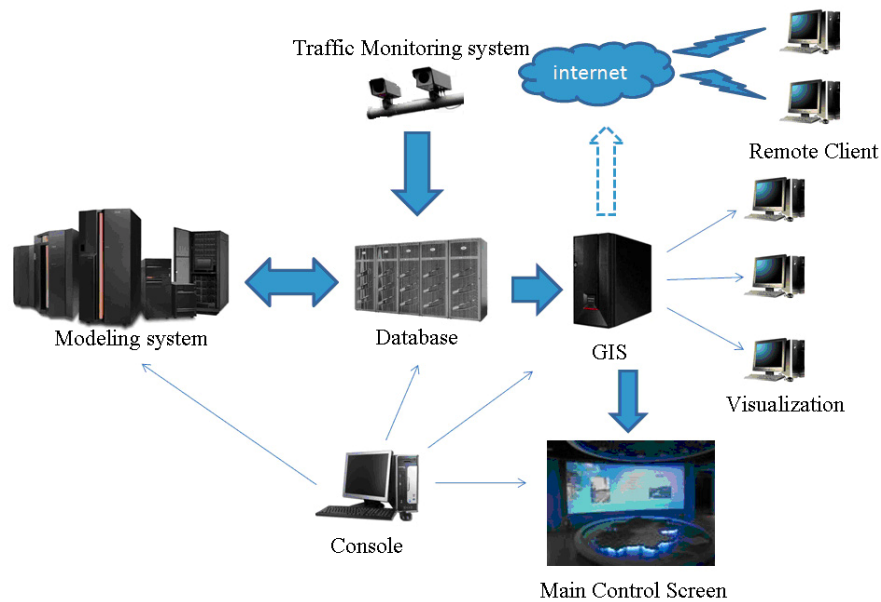 Traffic Monitoring system
internet
Remote Client
Modeling system
Database
GIS
Visualization
Console
Main Control Screen